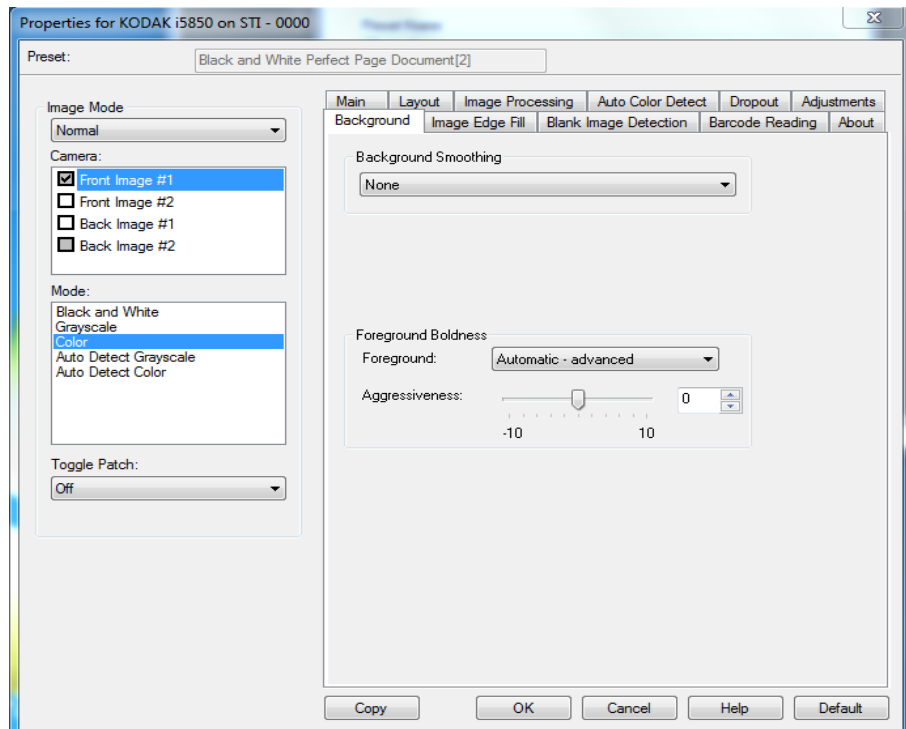 Properties for KODAK i5850 on STI - 0000
Preset:
Black and White Perfect Page Document[2]
Image Mode
Normal
Camera:
Front Image #1
Front Image #2
Back Image #1
Back Image #2
Mode:
Black and White
Grayscale
Color
Auto Detect Grayscale
Auto Detect Color
Toggle Patch:
Off
Main Layout Image Processing Auto Color Detect Dropout Adjustments
Background Image Edge Fill Blank Image Detection Barcode Reading About
Background Smoothing
None
Foreground Boldness
Foreground: Automatic - advanced
Aggressiveness: 0
-10 10
Copy OK Cancel Help Default